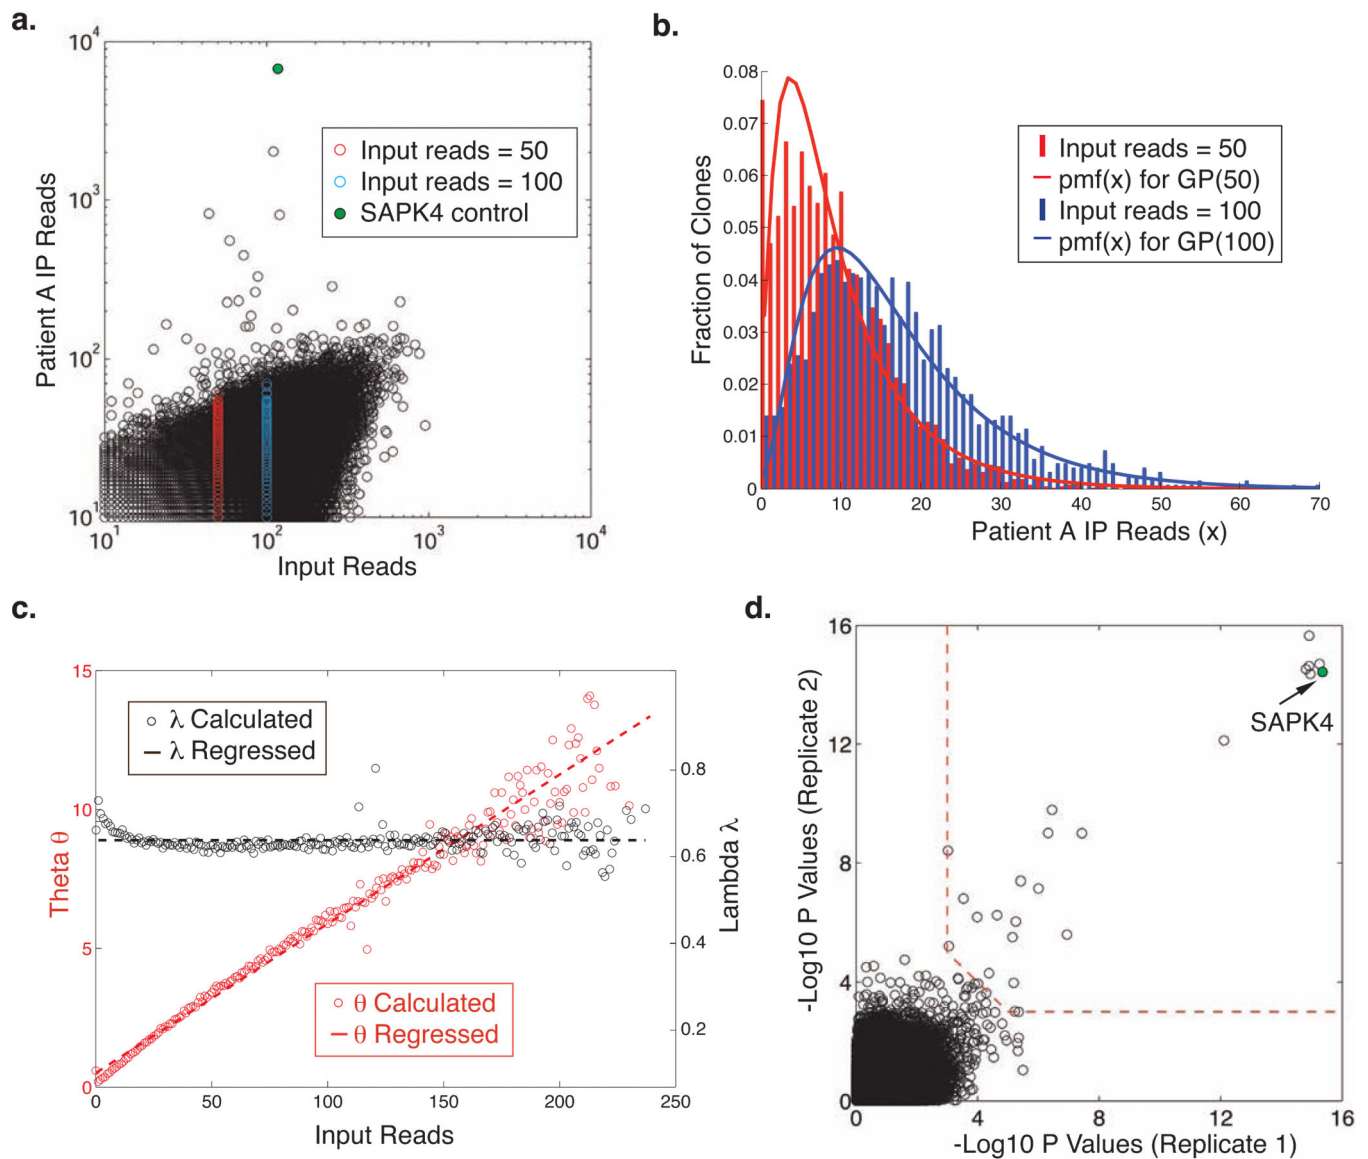 a.
10^4
10^3
10^2
10^1
Patient A IP Reads
Input reads = 50
Input reads = 100
SAPK4 control
10^1
10^2
10^3
10^4
Input Reads
b.
0.08
0.07
0.06
0.05
0.04
0.03
0.02
0.01
0
Fraction of Clones
Input reads = 50
pmf(x) for GP(50)
Input reads = 100
pmf(x) for GP(100)
0
10
20
30
40
50
60
70
Patient A IP Reads (x)
c.
15
10
5
0
Theta θ
λ Calculated
λ Regressed
θ Calculated
θ Regressed
0.8
0.6
0.4
0.2
Lambda λ
0
50
100
150
200
250
Input Reads
d.
16
12
8
4
0
-Log10 P Values (Replicate 2)
SAPK4
0
4
8
12
16
-Log10 P Values (Replicate 1)